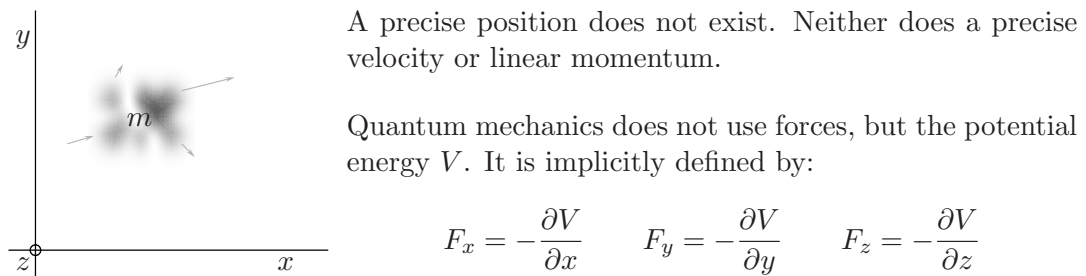 A precise position does not exist. Neither does a precise
velocity or linear momentum.
Quantum mechanics does not use forces, but the potential
energy V. It is implicitly defined by:
F_x = -∂V/∂x F_y = -∂V/∂y F_z = -∂V/∂z
y
m
z x